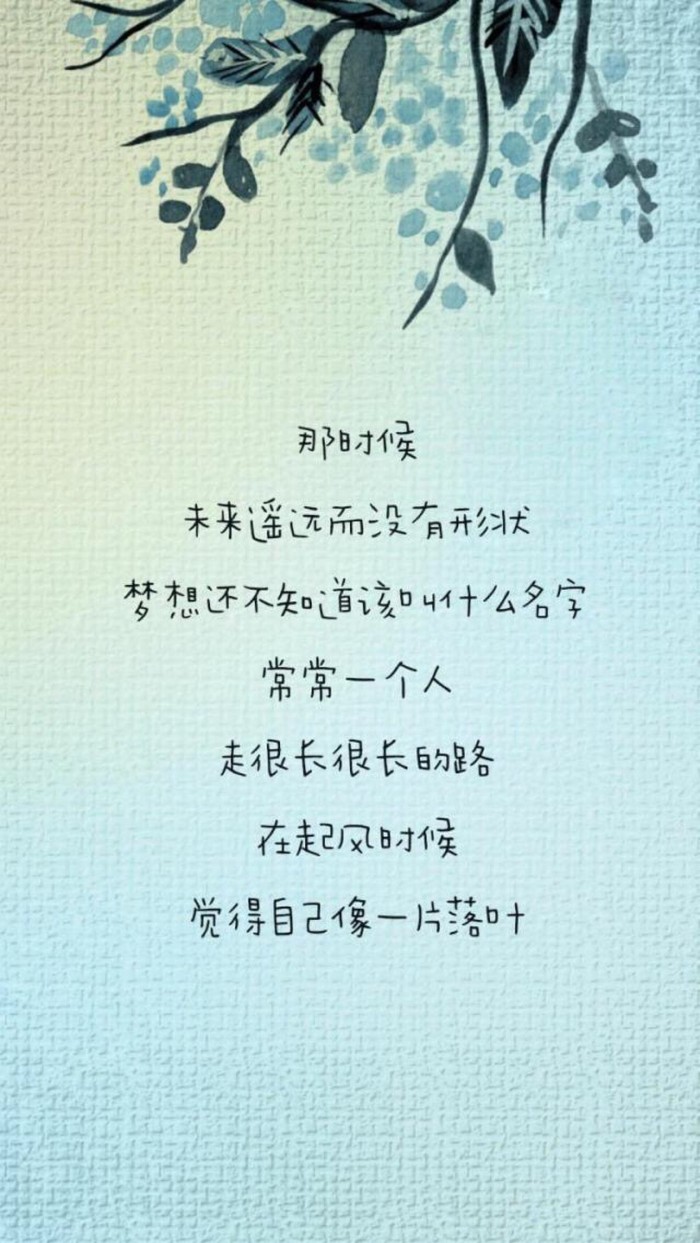 那时候
未来遥远而没有形状
梦想还不知道该叫什么名字
常常一个人
走很长很长的路
在起风时候
觉得自己像一片落叶